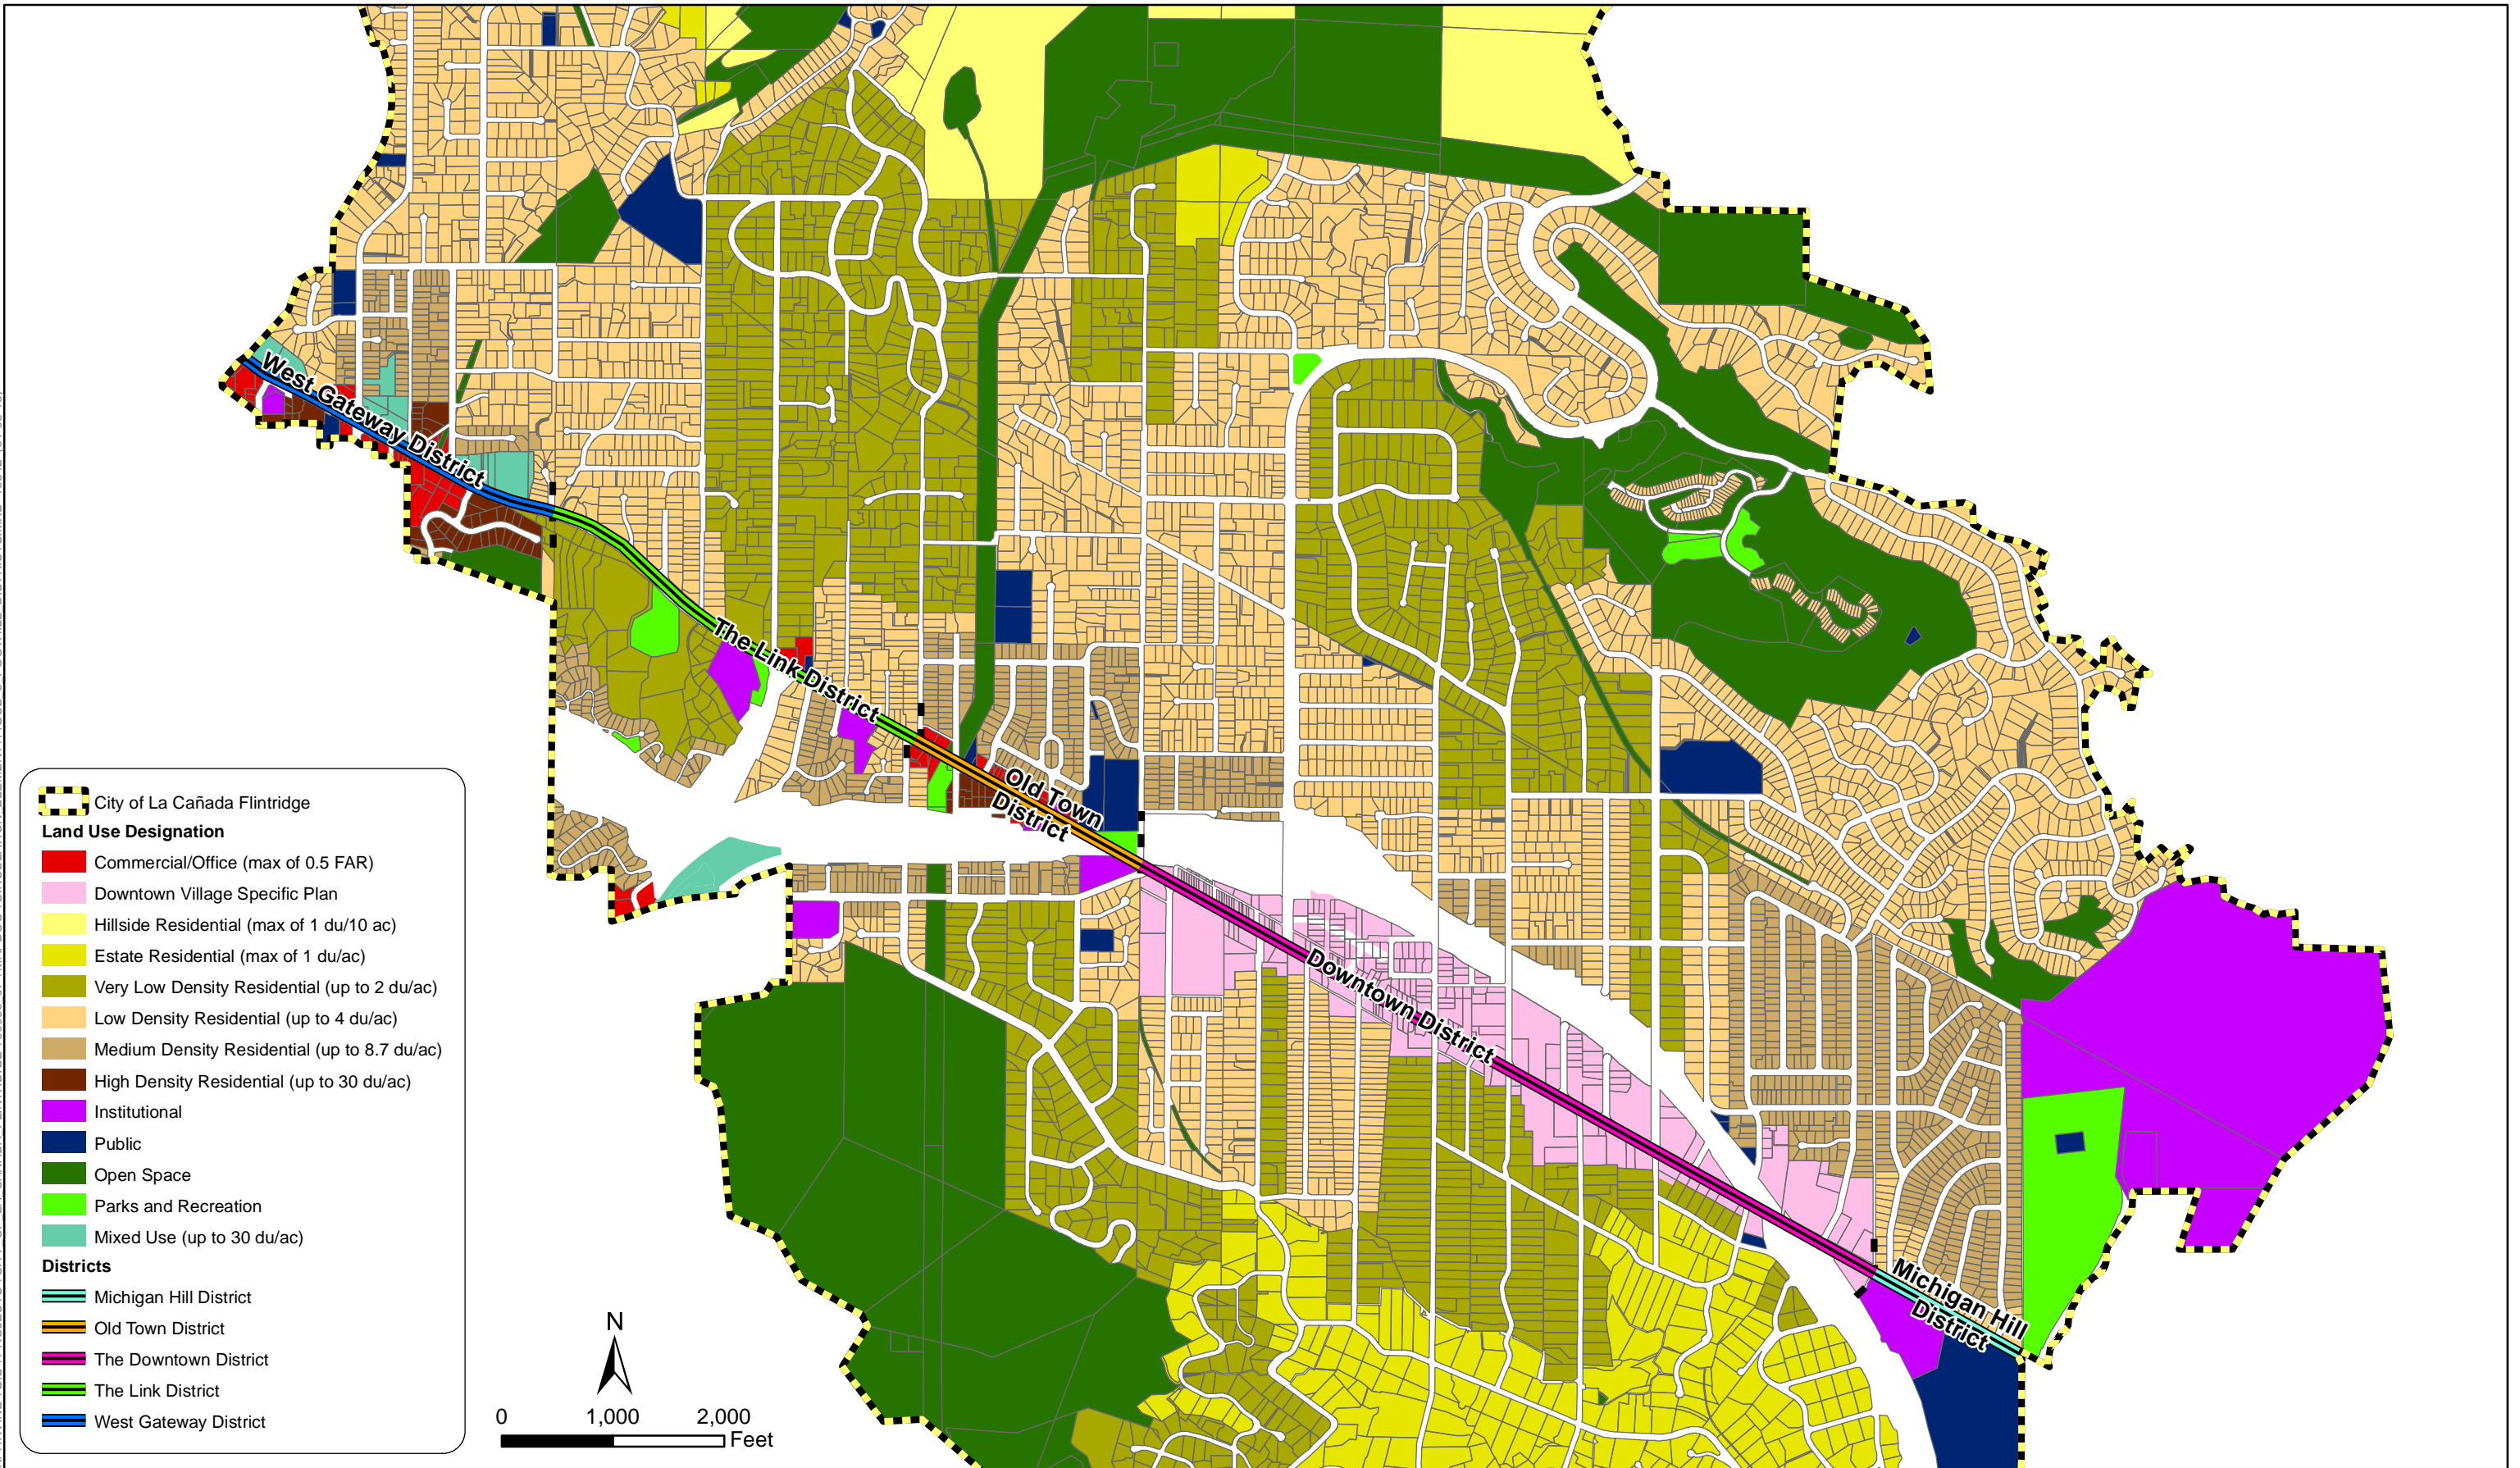 West Gateway District
The Link District
Old Town
District
Downtown District
Michigan Hill
District
City of La Cañada Flintridge
Land Use Designation
Commercial/Office (max of 0.5 FAR)
Downtown Village Specific Plan
Hillside Residential (max of 1 du/10 ac)
Estate Residential (max of 1 du/ac)
Very Low Density Residential (up to 2 du/ac)
Low Density Residential (up to 4 du/ac)
Medium Density Residential (up to 8.7 du/ac)
High Density Residential (up to 30 du/ac)
Institutional
Public
Open Space
Parks and Recreation
Mixed Use (up to 30 du/ac)
Districts
Michigan Hill District
Old Town District
The Downtown District
The Link District
West Gateway District
N
0 1,000 2,000
Feet